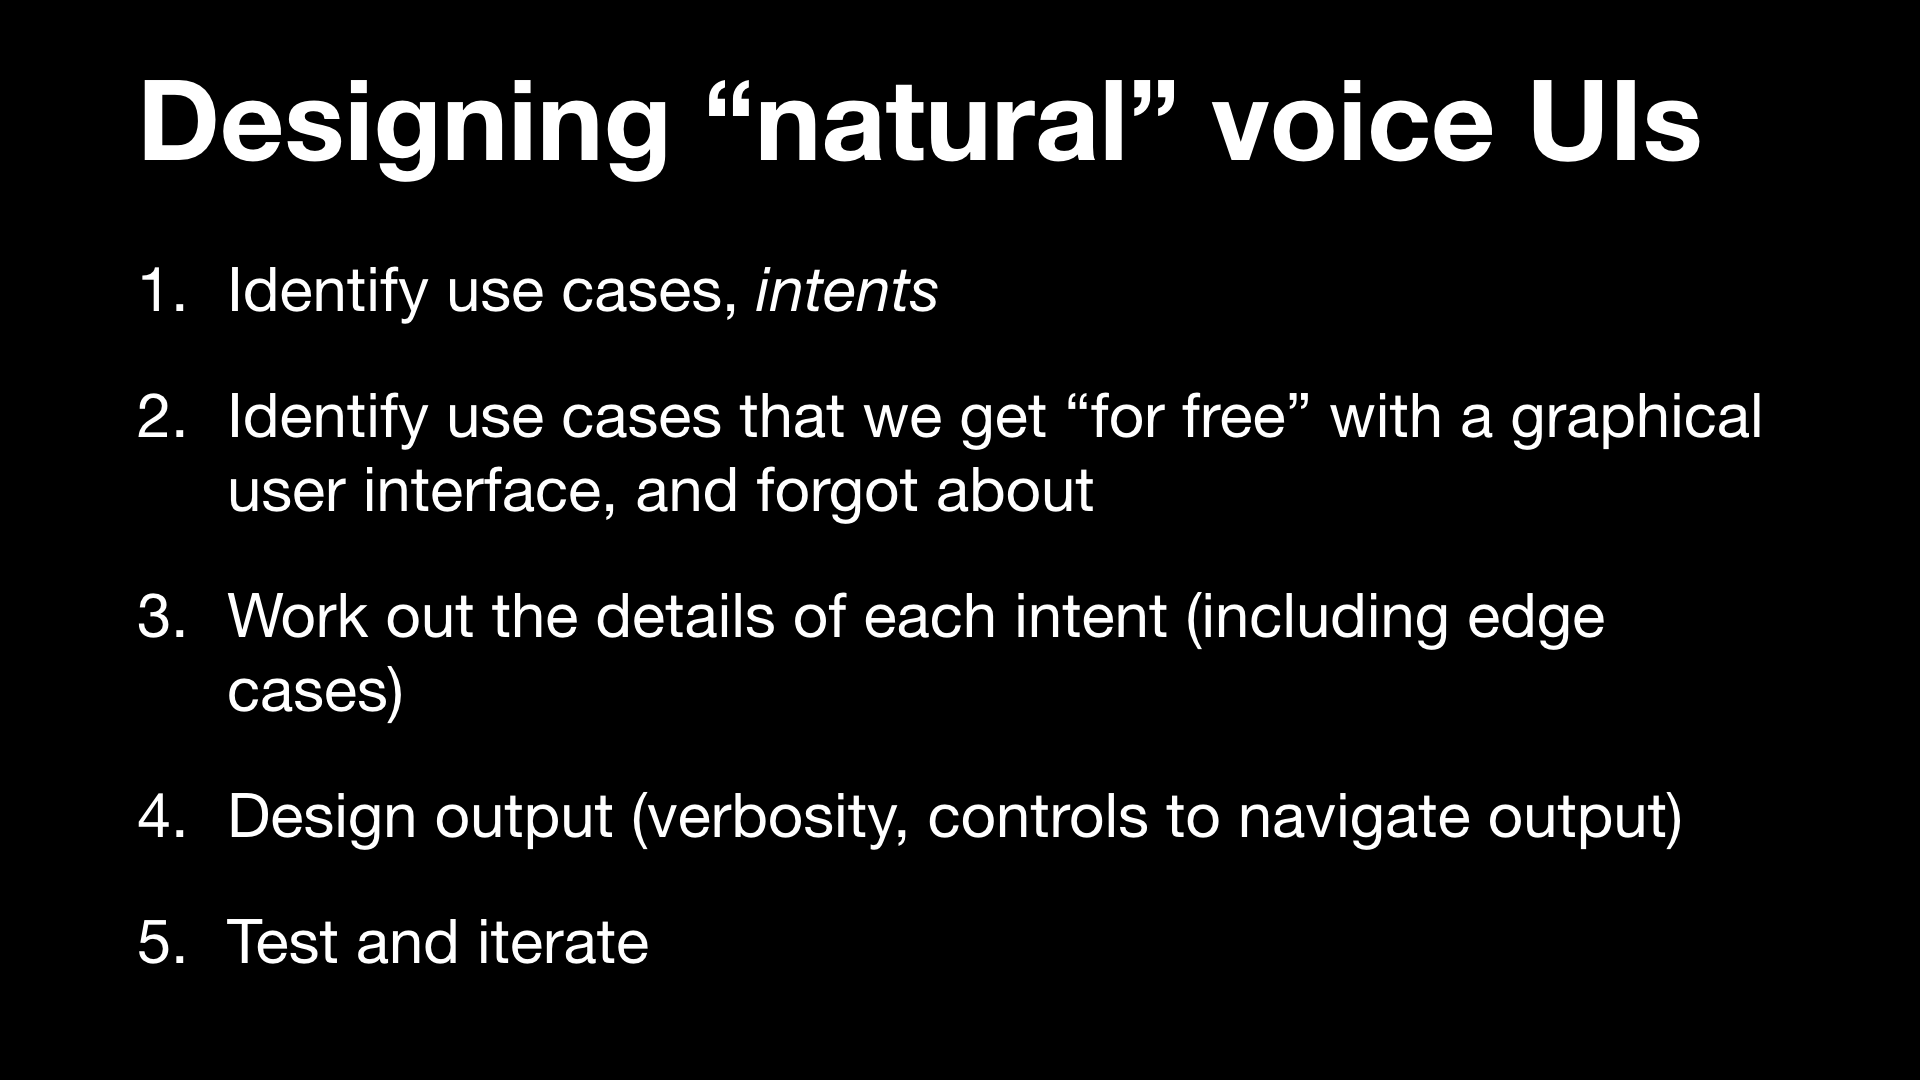 Designing “natural” voice UIs
1. Identify use cases, intents
2. Identify use cases that we get “for free” with a graphical
user interface, and forgot about
3. Work out the details of each intent (including edge
cases)
4. Design output (verbosity, controls to navigate output)
5. Test and iterate